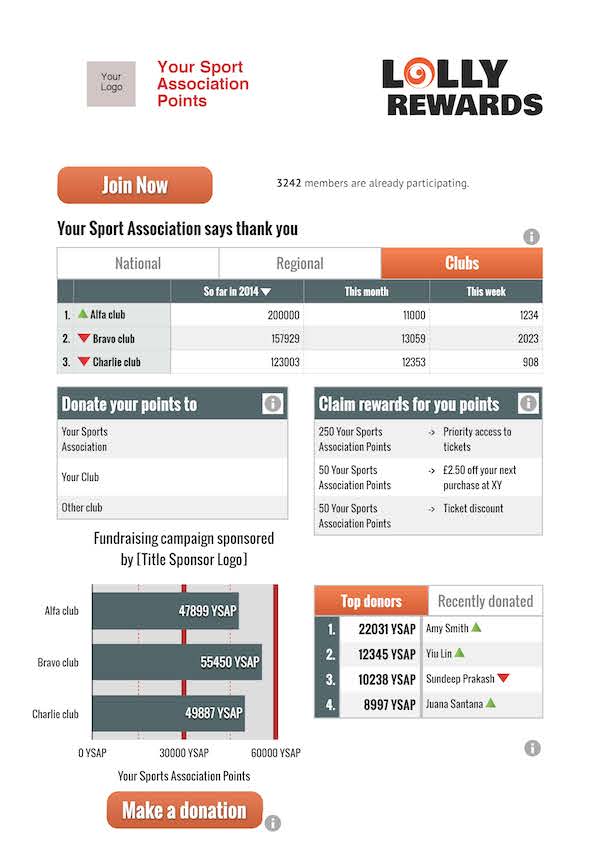 Your
Logo
Your Sport
Association
Points
LOLLY
REWARDS
Join Now
3242 members are already participating.
Your Sport Association says thank you
i
National Regional Clubs
So far in 2014 This month This week
1. Alfa club 200000 11000 1234
2. Bravo club 157929 13059 2023
3. Charlie club 123003 12353 908
Donate your points to i
Your Sports
Association
Your Club
Other club
Claim rewards for you points i
250 Your Sports -> Priority access to
Association Points tickets
50 Your Sports -> £2.50 off your next
Association Points purchase at XY
50 Your Sports -> Ticket discount
Association Points
Fundraising campaign sponsored
by [Title Sponsor Logo]
Alfa club 47899 YSAP
Bravo club 55450 YSAP
Charlie club 49887 YSAP
0 YSAP 30000 YSAP 60000 YSAP
Your Sports Association Points
Make a donation
i
Top donors Recently donated
1. 22031 YSAP Amy Smith
2. 12345 YSAP Yiu Lin
3. 10238 YSAP Sundeep Prakash
4. 8997 YSAP Juana Santana
i